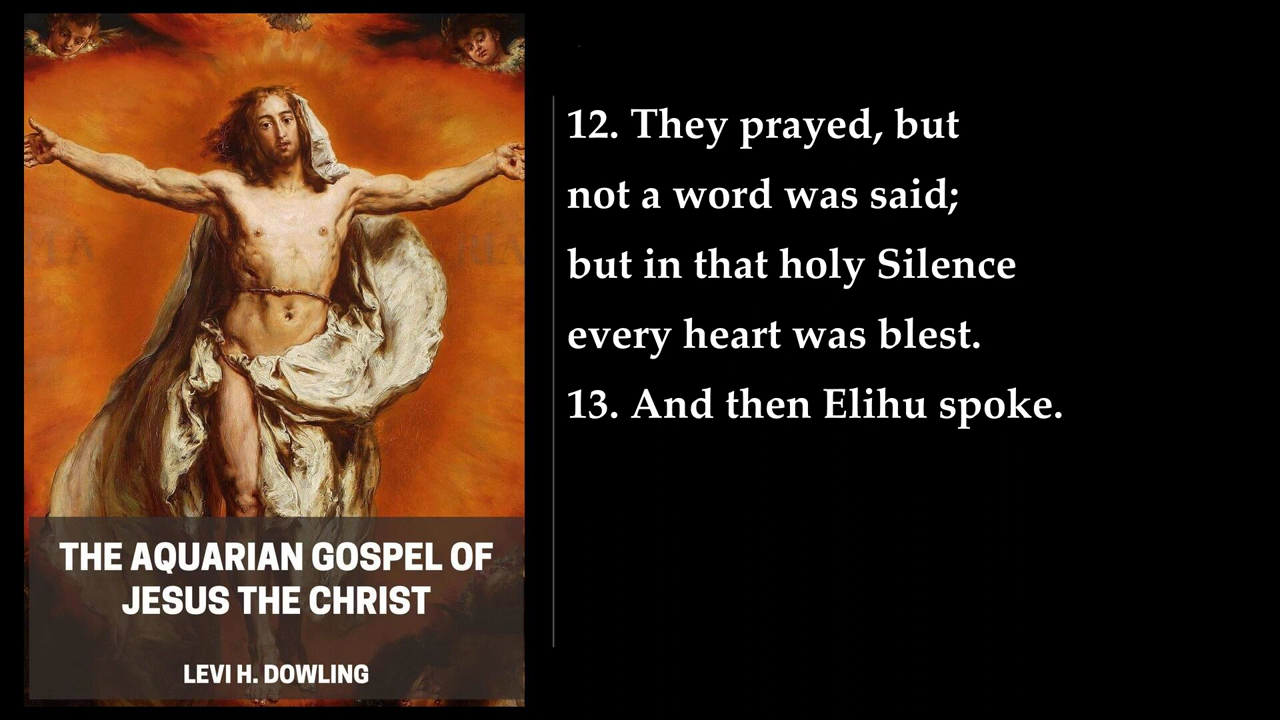 THE AQUARIAN GOSPEL OF
JESUS THE CHRIST
LEVI H. DOWLING
12. They prayed, but
not a word was said;
but in that holy Silence
every heart was blest.
13. And then Elihu spoke.